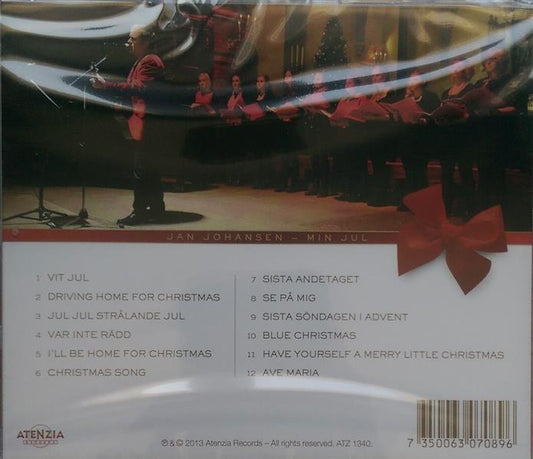 JAN JOHANSEN – MIN JUL
1 VIT JUL
2 DRIVING HOME FOR CHRISTMAS
3 JUL JUL STRÅLANDE JUL
4 VAR INTE RÄDD
5 I'LL BE HOME FOR CHRISTMAS
6 CHRISTMAS SONG
7 SISTA ANDETAGET
8 SE PÅ MIG
9 SISTA SÖNDAGEN I ADVENT
10 BLUE CHRISTMAS
11 HAVE YOURSELF A MERRY LITTLE CHRISTMAS
12 AVE MARIA
ATENZIA
RECORDS
℗ & © 2013 Atenzia Records – All rights reserved. ATZ 1340.
7 350063 070896